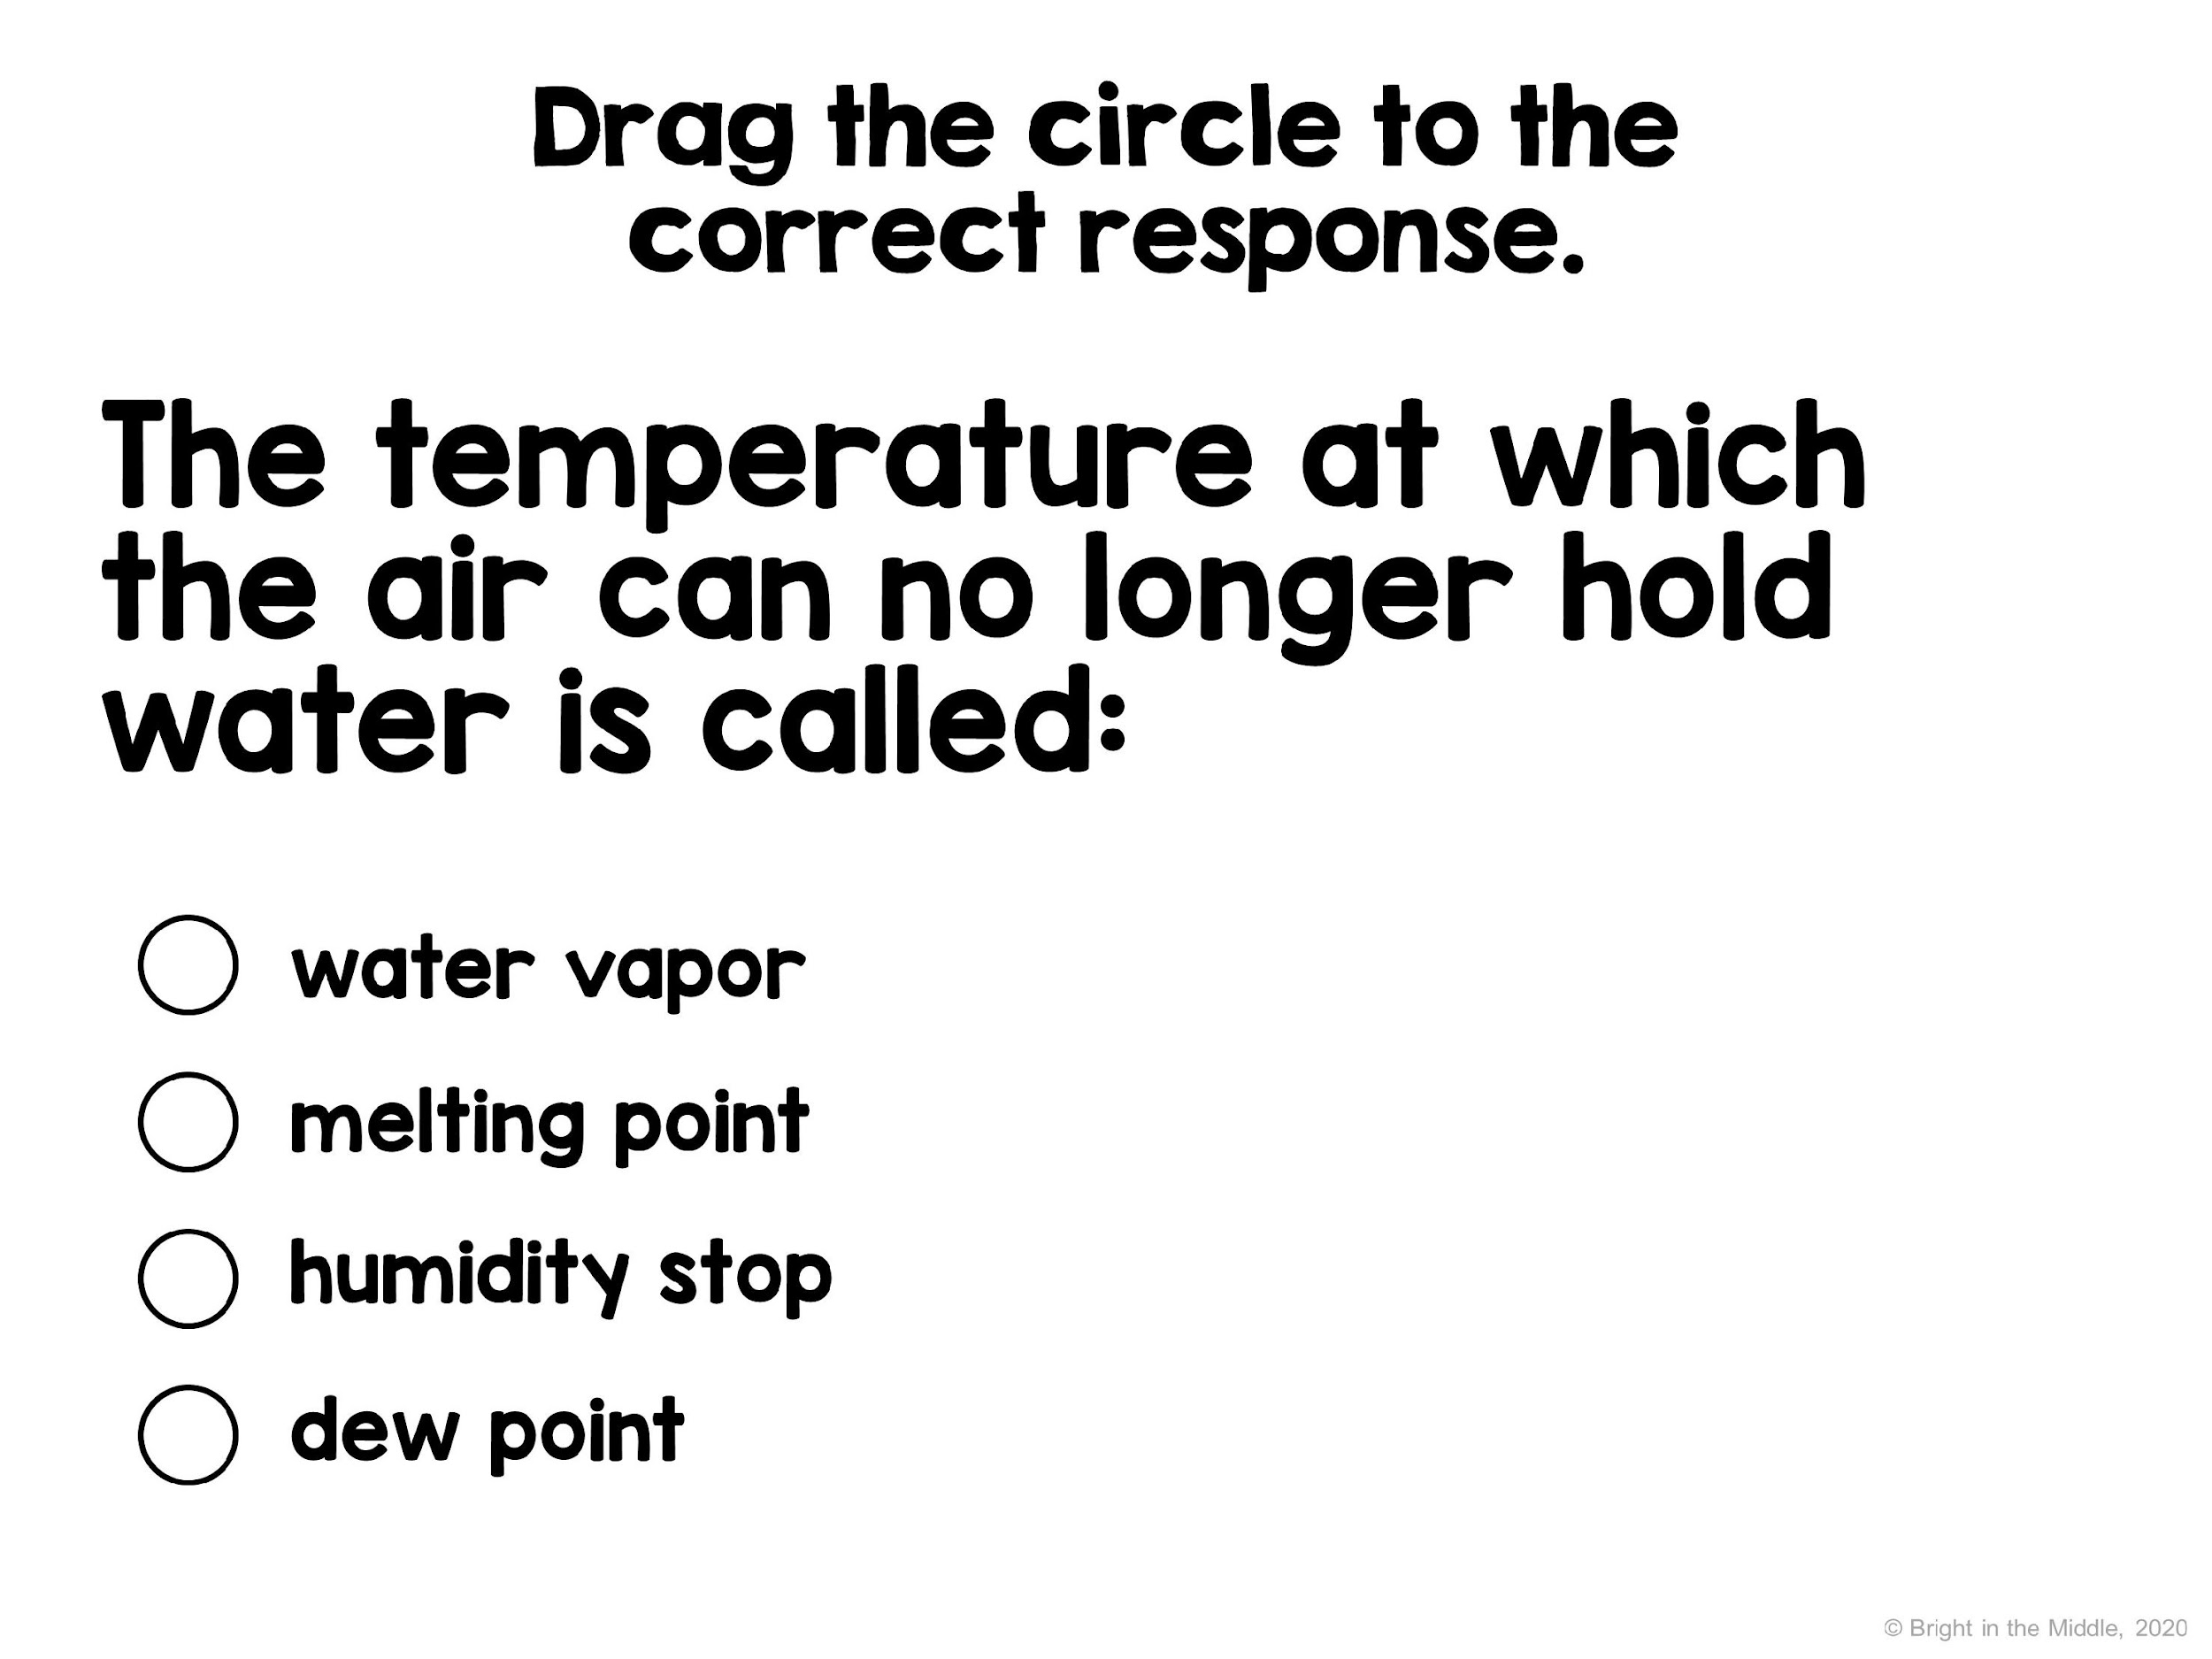 Drag the circle to the
correct response.
The temperature at which
the air can no longer hold
water is called:
water vapor
melting point
humidity stop
dew point
© Bright in the Middle, 2020